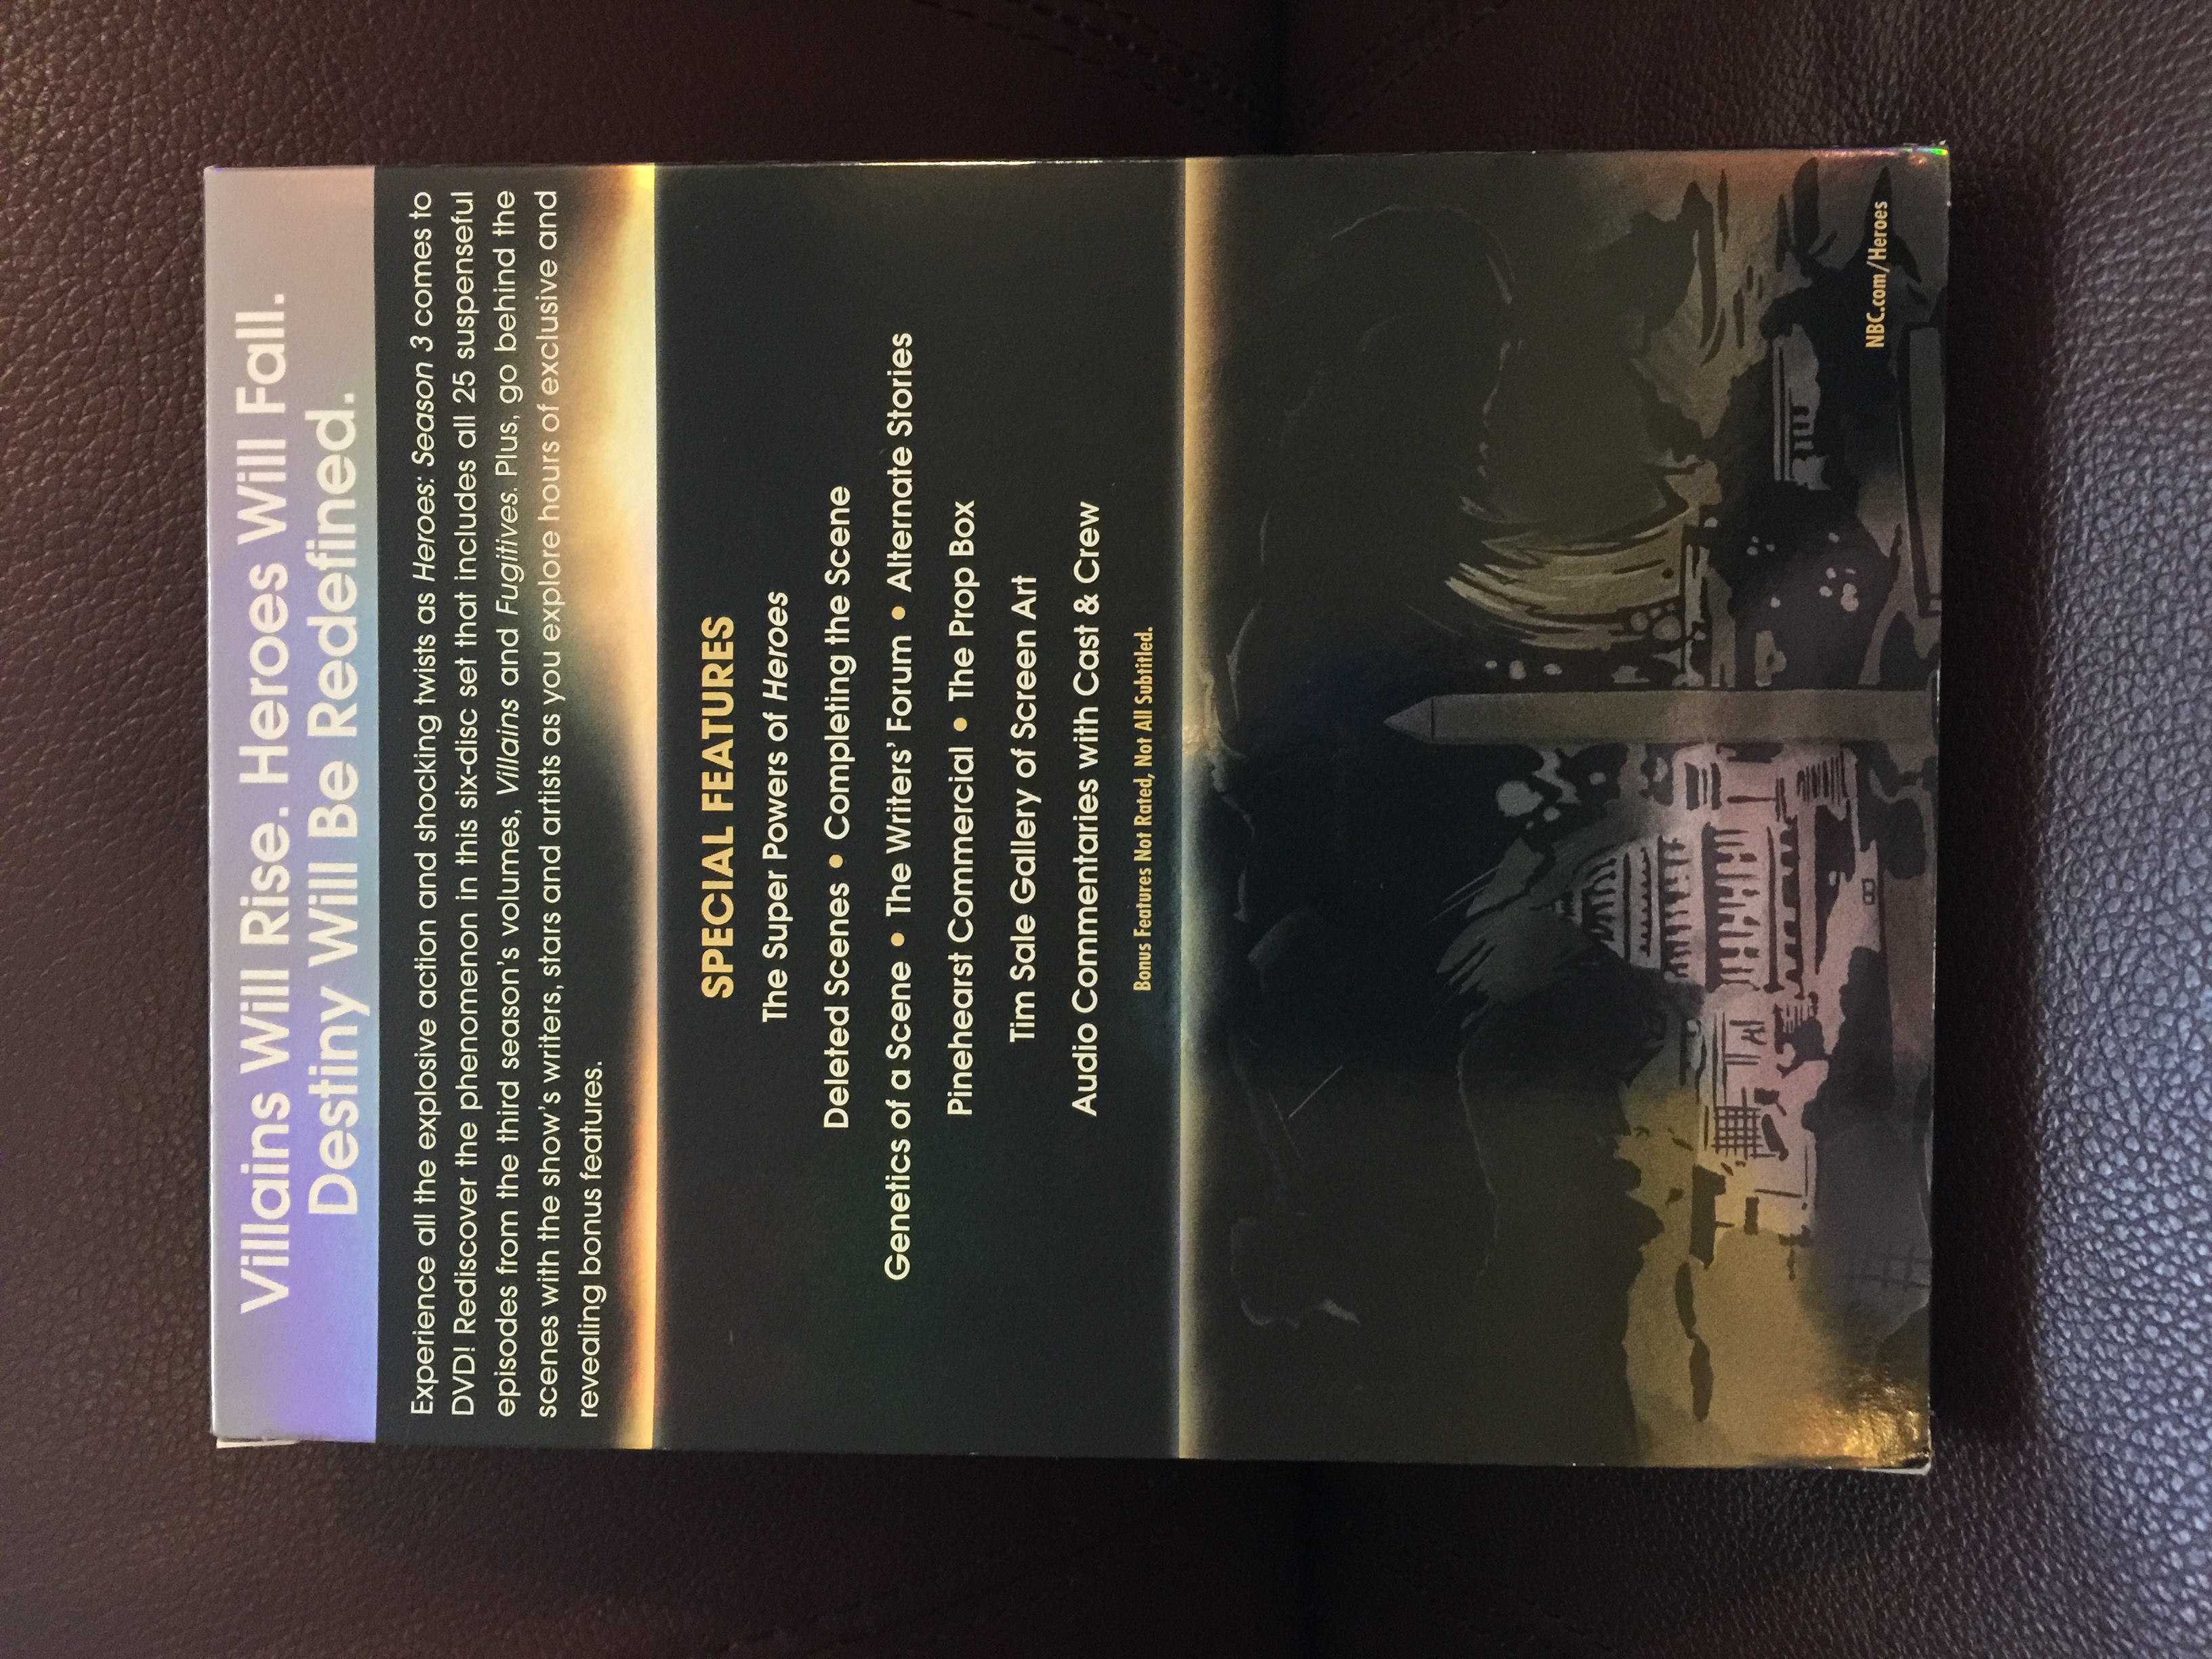 Villains Will Rise. Heroes Will Fall.
Destiny Will Be Redefined.
Experience all the explosive action and shocking twists as Heroes: Season 3 comes to
DVD! Rediscover the phenomenon in this six-disc set that includes all 25 suspenseful
episodes from the third season's volumes, Villains and Fugitives. Plus, go behind the
scenes with the show's writers, stars and artists as you explore hours of exclusive and
revealing bonus features.
SPECIAL FEATURES
The Super Powers of Heroes
Deleted Scenes • Completing the Scene
Genetics of a Scene • The Writers' Forum • Alternate Stories
Pinehearst Commercial • The Prop Box
Tim Sale Gallery of Screen Art
Audio Commentaries with Cast & Crew
Bonus Features Not Rated, Not All Subtitled.
NBC.com/Heroes